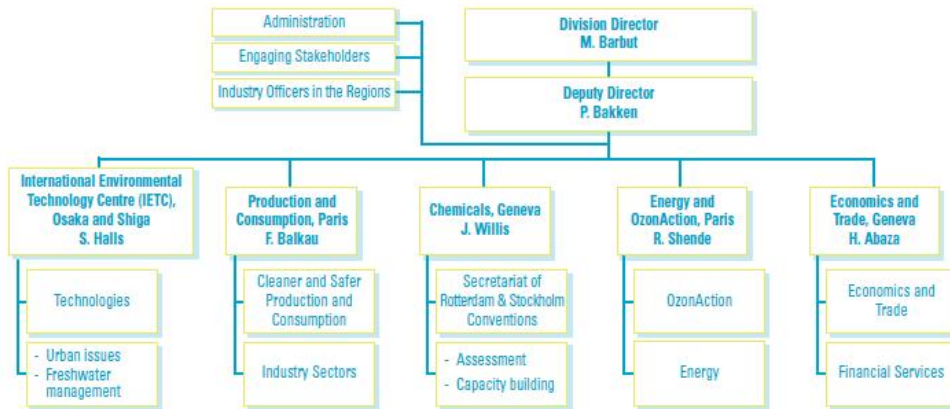 Administration
Engaging Stakeholders
Industry Officers in the Regions
Division Director
M. Barbut
Deputy Director
P. Bakken
International Environmental
Technology Centre (IETC),
Osaka and Shiga
S. Halls
Technologies
- Urban issues
- Freshwater
management
Production and
Consumption, Paris
F. Balkau
Cleaner and Safer
Production and
Consumption
Industry Sectors
Chemicals, Geneva
J. Willis
Secretariat of
Rotterdam & Stockholm
Conventions
- Assessment
- Capacity building
Energy and
OzonAction, Paris
R. Shende
OzonAction
Energy
Economics and
Trade, Geneva
H. Abaza
Economics and
Trade
Financial Services